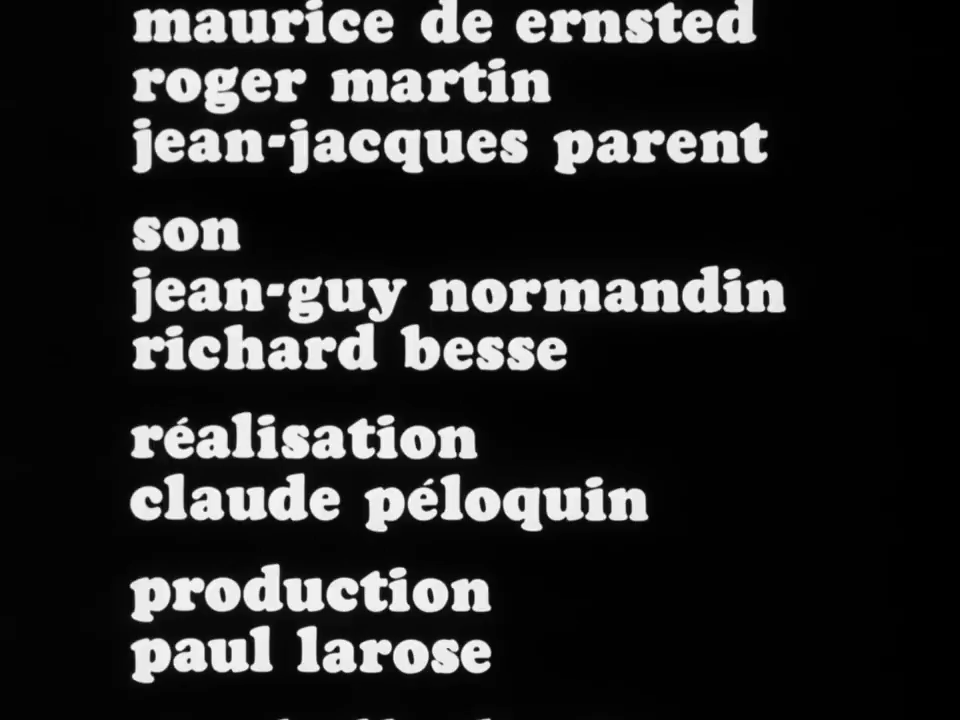 maurice de ernsted
roger martin
jean-jacques parent
son
jean-guy normandin
richard besse
réalisation
claude péloquin
production
paul larose